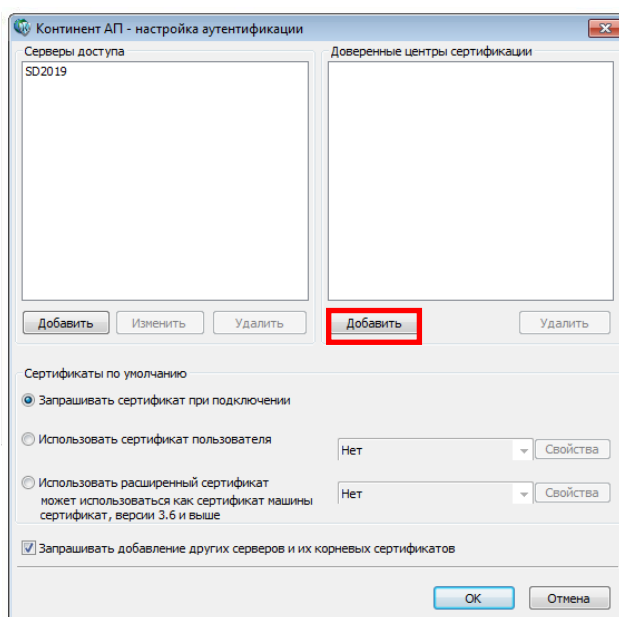 Континент АП - настройка аутентификации
Серверы доступа
Доверенные центры сертификации
SD2019
Добавить
Изменить
Удалить
Добавить
Удалить
Сертификаты по умолчанию
Запрашивать сертификат при подключении
Использовать сертификат пользователя
Нет
Свойства
Использовать расширенный сертификат
может использоваться как сертификат машины
сертификат, версии 3.6 и выше
Нет
Свойства
Запрашивать добавление других серверов и их корневых сертификатов
ОК
Отмена